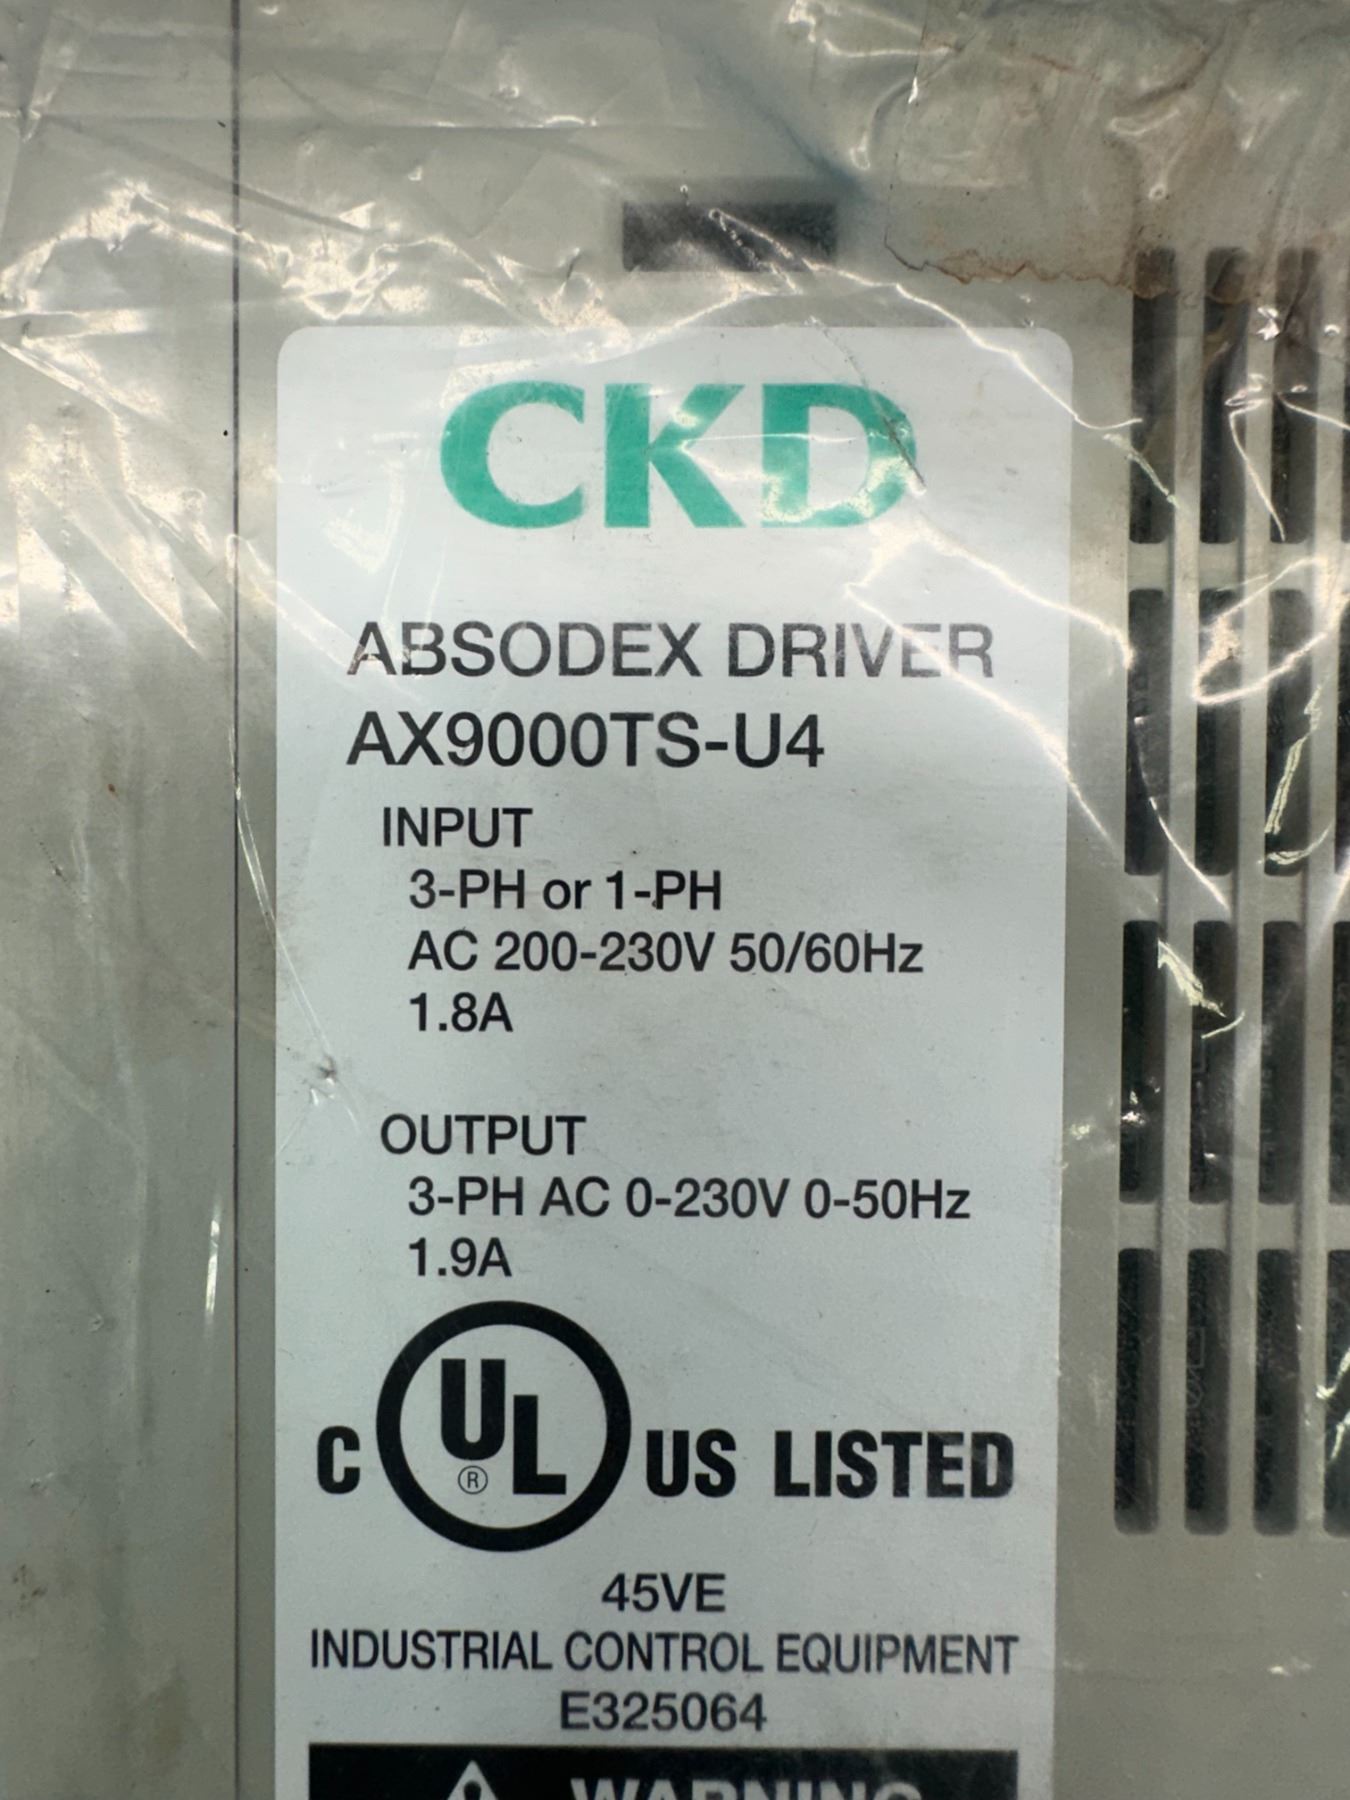 CKD
ABSODEX DRIVER
AX9000TS-U4
INPUT
3-PH or 1-PH
AC 200-230V 50/60Hz
1.8A
OUTPUT
3-PH AC 0-230V 0-50Hz
1.9A
C UL ® US LISTED
45VE
INDUSTRIAL CONTROL EQUIPMENT
E325064
WARNING